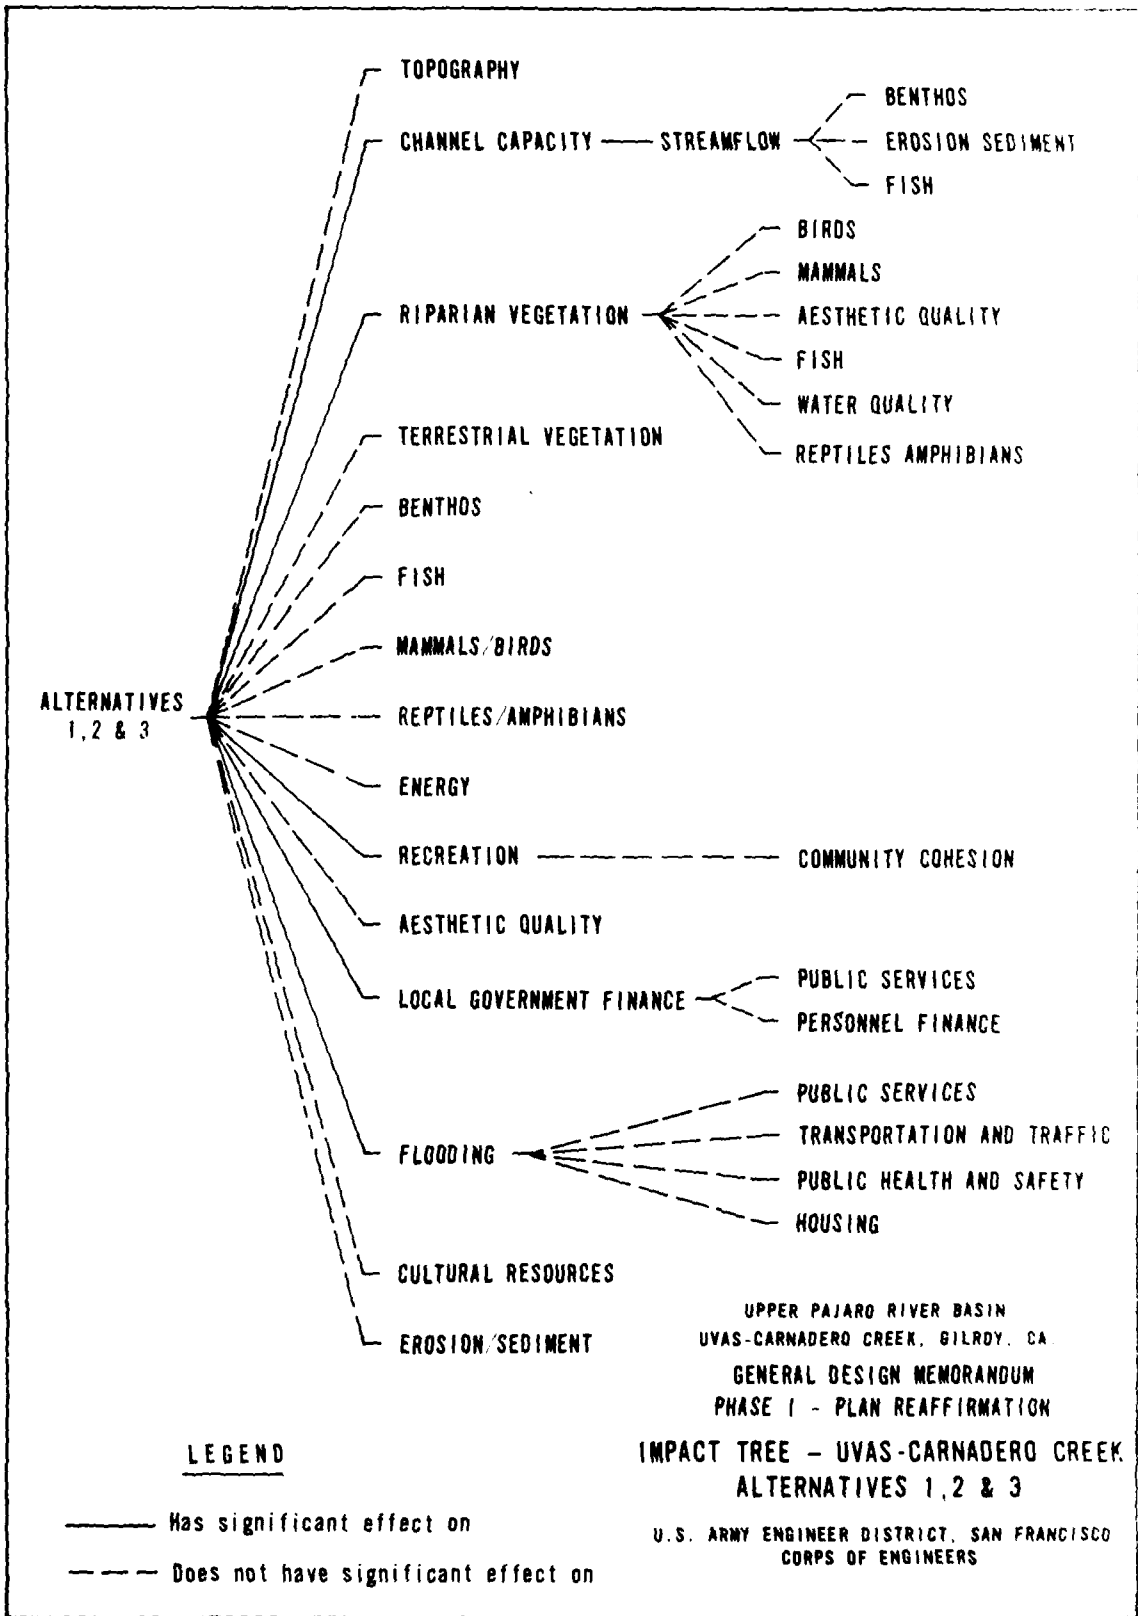 TOPOGRAPHY
CHANNEL CAPACITY
STREAMFLOW
BENTHOS
EROSION SEDIMENT
FISH
RIPARIAN VEGETATION
BIRDS
MAMMALS
AESTHETIC QUALITY
FISH
WATER QUALITY
REPTILES AMPHIBIANS
TERRESTRIAL VEGETATION
BENTHOS
FISH
MAMMALS/BIRDS
ALTERNATIVES
1,2 & 3
REPTILES/AMPHIBIANS
ENERGY
RECREATION
COMMUNITY COHESION
AESTHETIC QUALITY
LOCAL GOVERNMENT FINANCE
PUBLIC SERVICES
PERSONNEL FINANCE
FLOODING
PUBLIC SERVICES
TRANSPORTATION AND TRAFFIC
PUBLIC HEALTH AND SAFETY
HOUSING
CULTURAL RESOURCES
EROSION/SEDIMENT
UPPER PAJARO RIVER BASIN
UVAS-CARNADERO CREEK, GILROY, CA
GENERAL DESIGN MEMORANDUM
PHASE I - PLAN REAFFIRMATION
IMPACT TREE - UVAS-CARNADERO CREEK
ALTERNATIVES 1,2 & 3
U.S. ARMY ENGINEER DISTRICT, SAN FRANCISCO
CORPS OF ENGINEERS
LEGEND
Has significant effect on
Does not have significant effect on